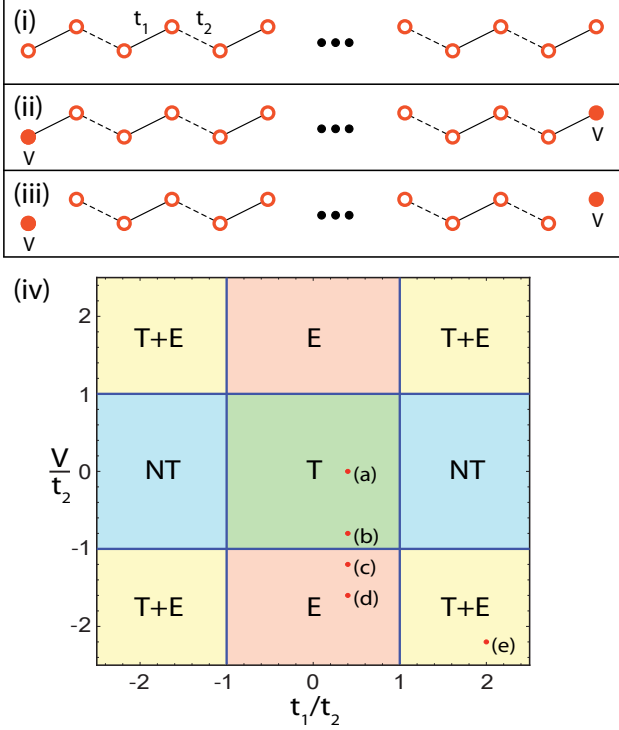 (i) t₁ t₂
(ii)
V V
(iii)
V V
(iv)
2 T+E E T+E
1
V/t₂ 0 NT T NT (a)
(b)
-1
(c)
T+E E (d) T+E
-2 (e)
-2 -1 0 1 2
t₁/t₂